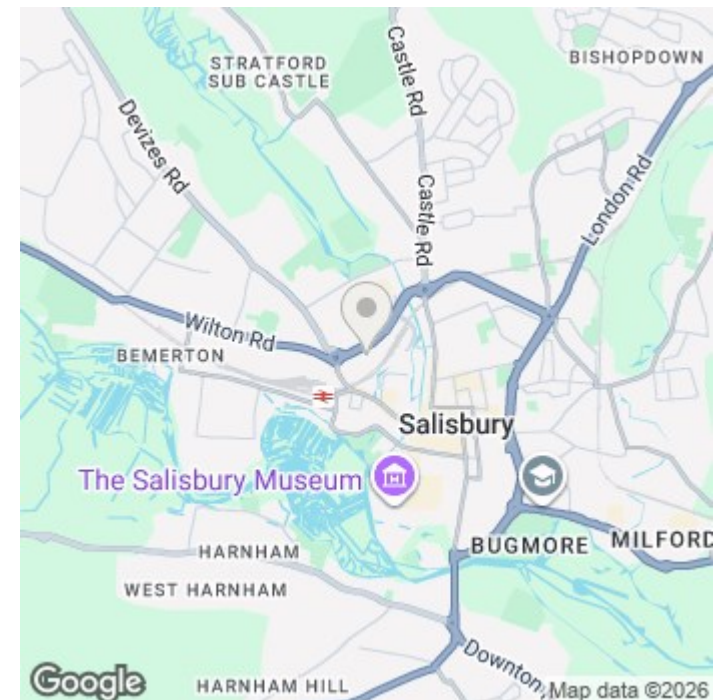 STRATFORD
SUB CASTLE
Castle Rd
BISHOPDOWN
Devizes Rd
Castle Rd
London Rd
Wilton Rd
BEMERTON
Salisbury
The Salisbury Museum
HARNHAM
BUGMORE
MILFORD
WEST HARNHAM
Downton
HARNHAM HILL
Google
Map data ©2026